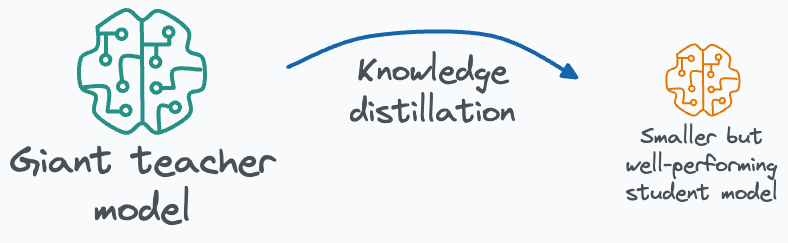 Giant teacher
model
Knowledge
distillation
Smaller but
well-performing
student model